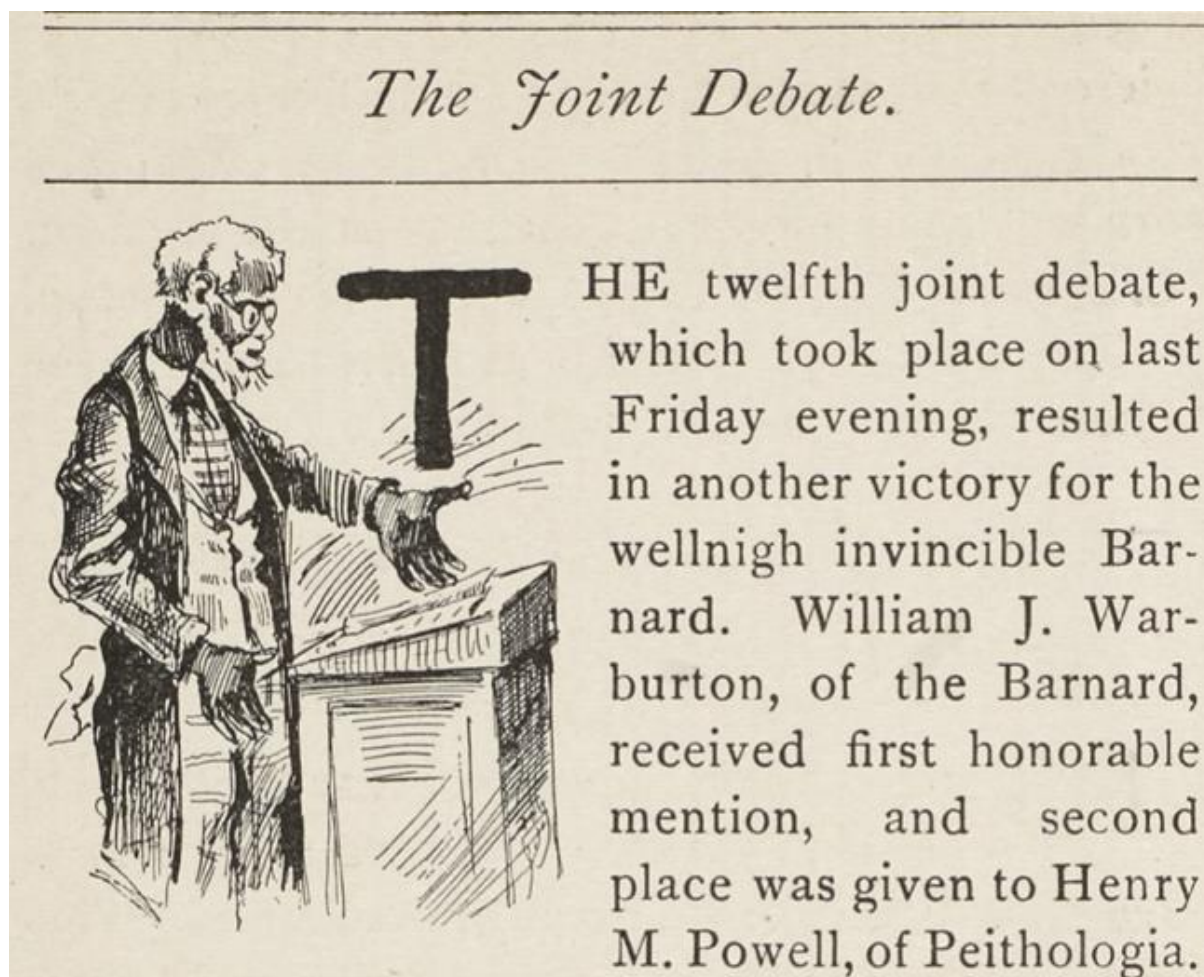 The Joint Debate.
THE twelfth joint debate,
which took place on last
Friday evening, resulted
in another victory for the
wellnigh invincible Bar-
nard. William J. War-
burton, of the Barnard,
received first honorable
mention, and second
place was given to Henry
M. Powell, of Peithologia.